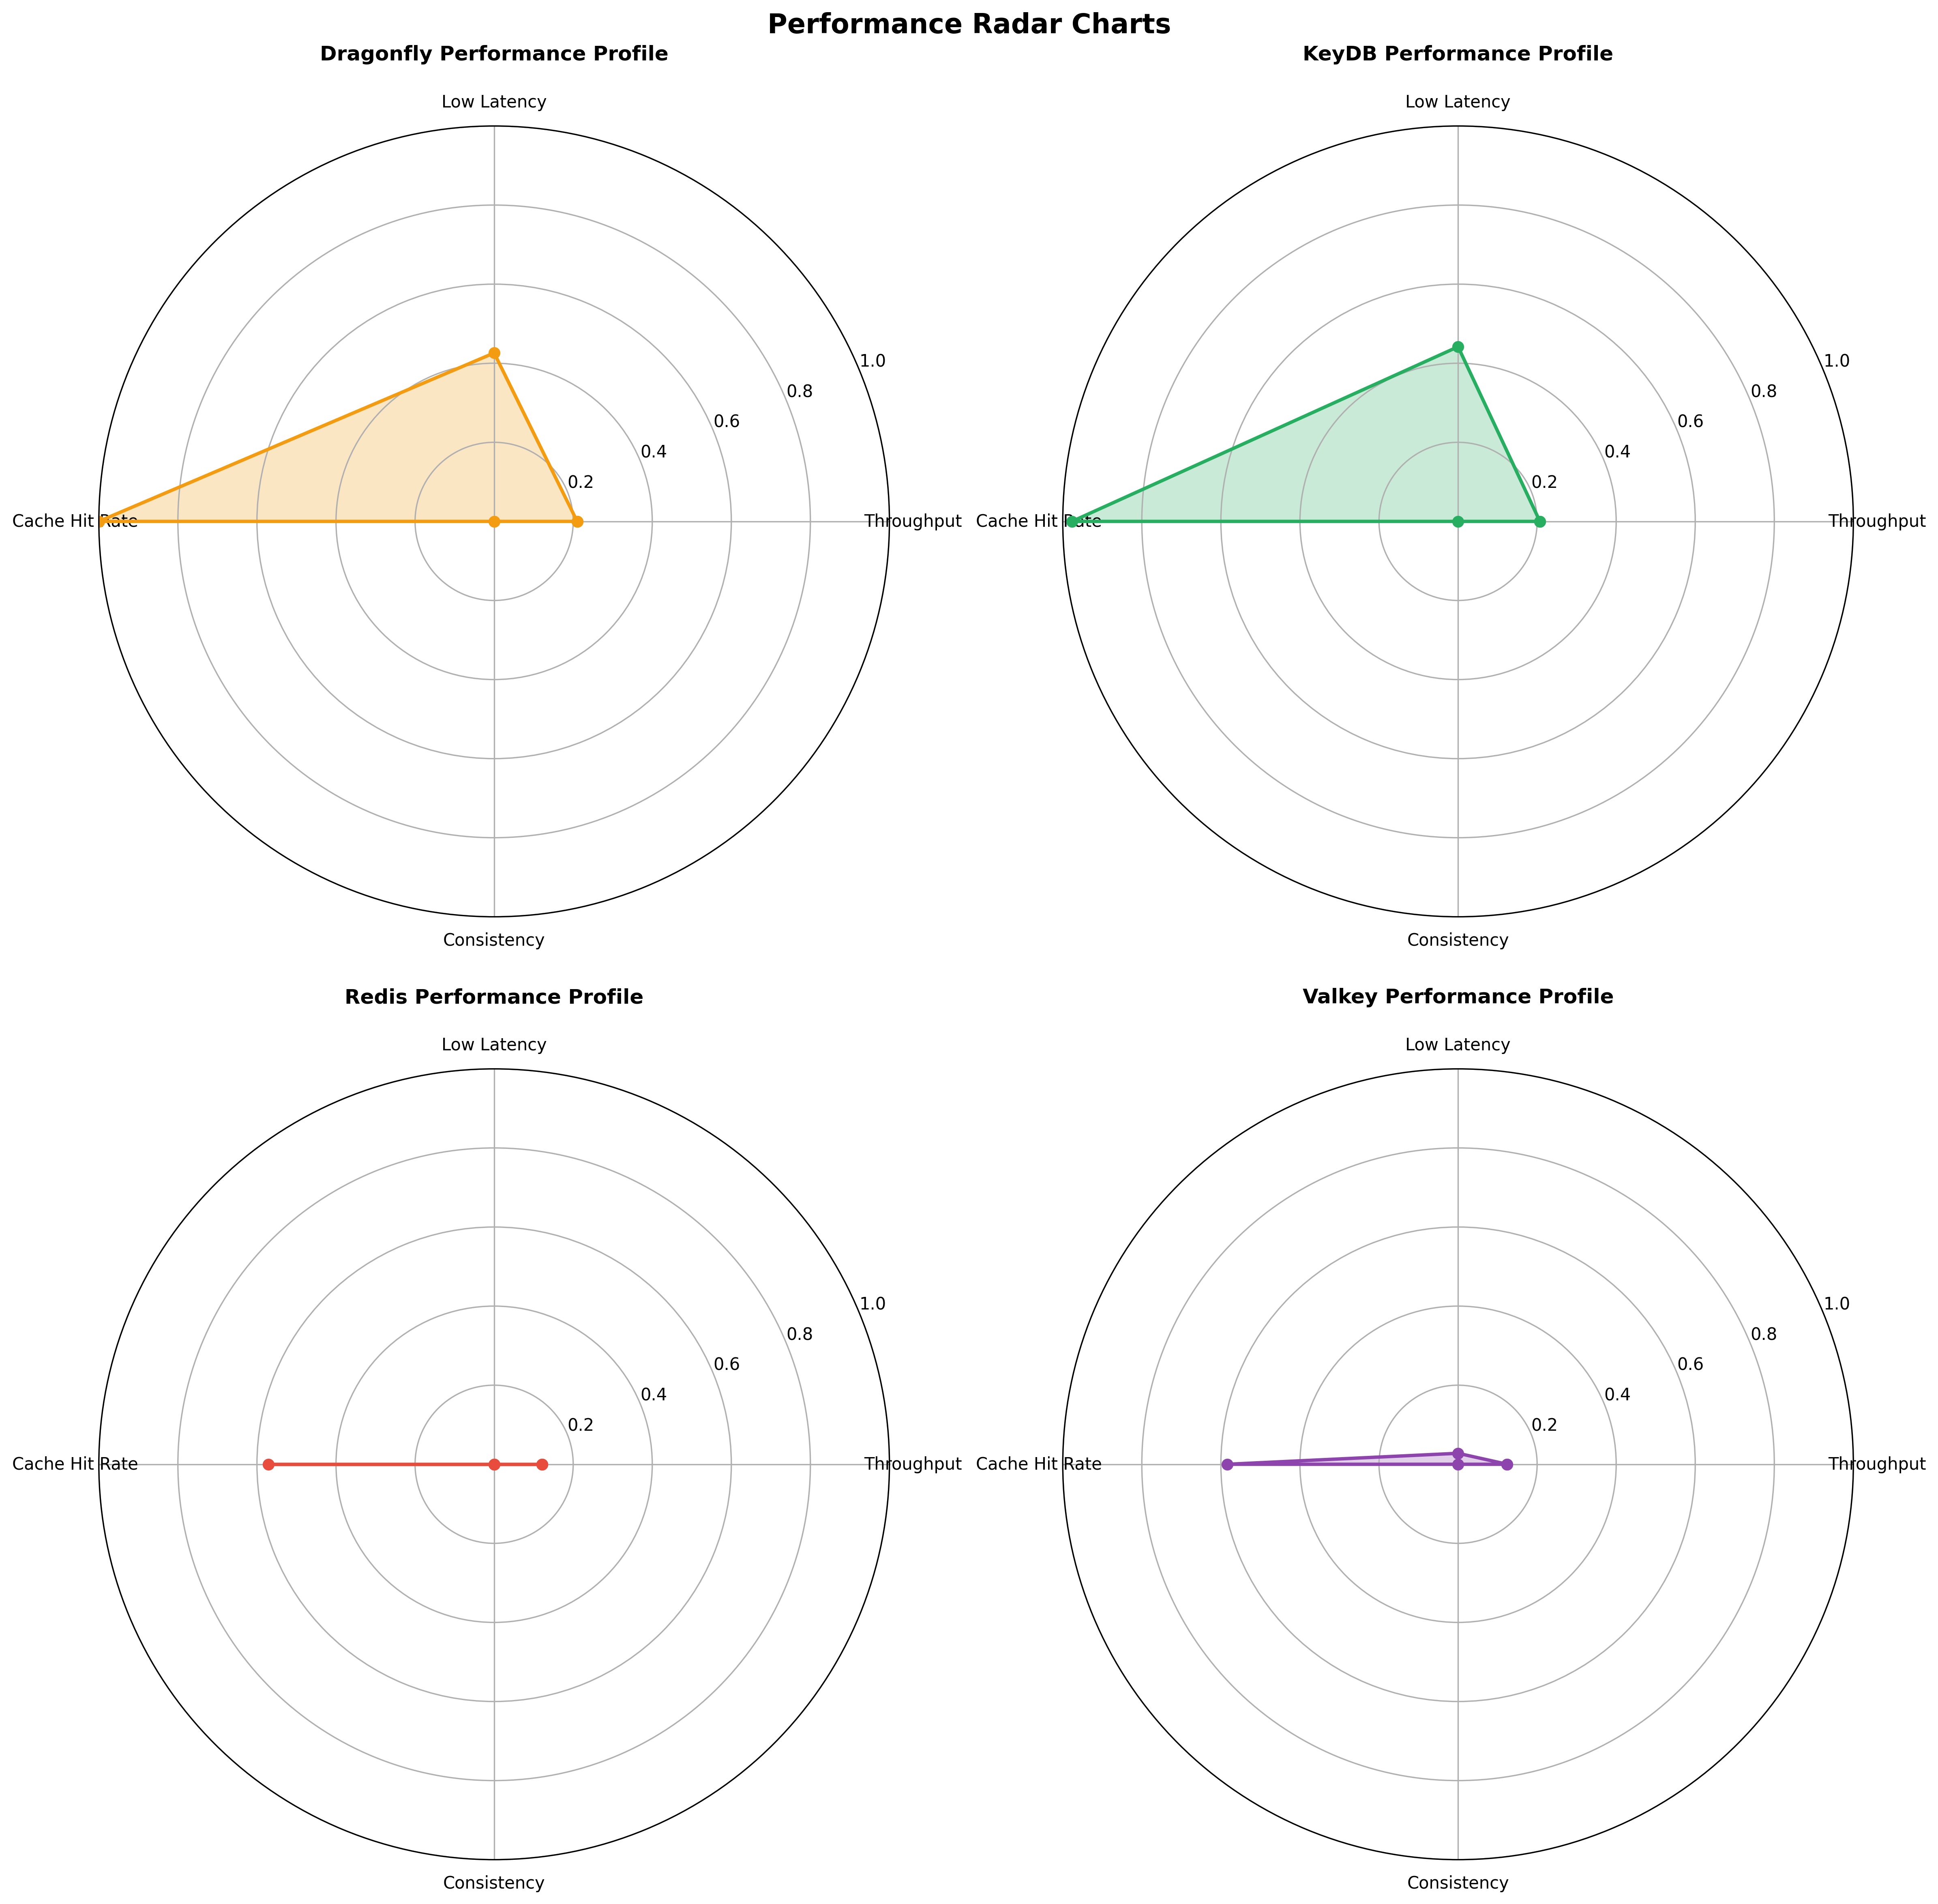 Performance Radar Charts
Dragonfly Performance Profile
Low Latency
1.0
0.8
0.6
0.4
0.2
Cache Hit Rate
Throughput
Consistency
KeyDB Performance Profile
Low Latency
1.0
0.8
0.6
0.4
0.2
Cache Hit Rate
Throughput
Consistency
Redis Performance Profile
Low Latency
1.0
0.8
0.6
0.4
0.2
Cache Hit Rate
Throughput
Consistency
Valkey Performance Profile
Low Latency
1.0
0.8
0.6
0.4
0.2
Cache Hit Rate
Throughput
Consistency